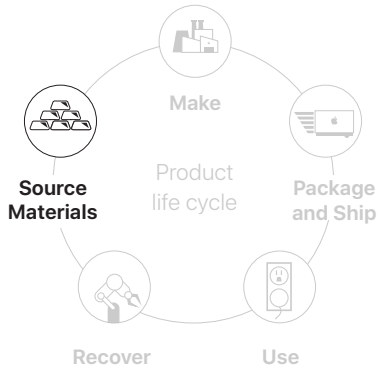 Make
Source
Materials
Product
life cycle
Package
and Ship
Recover
Use